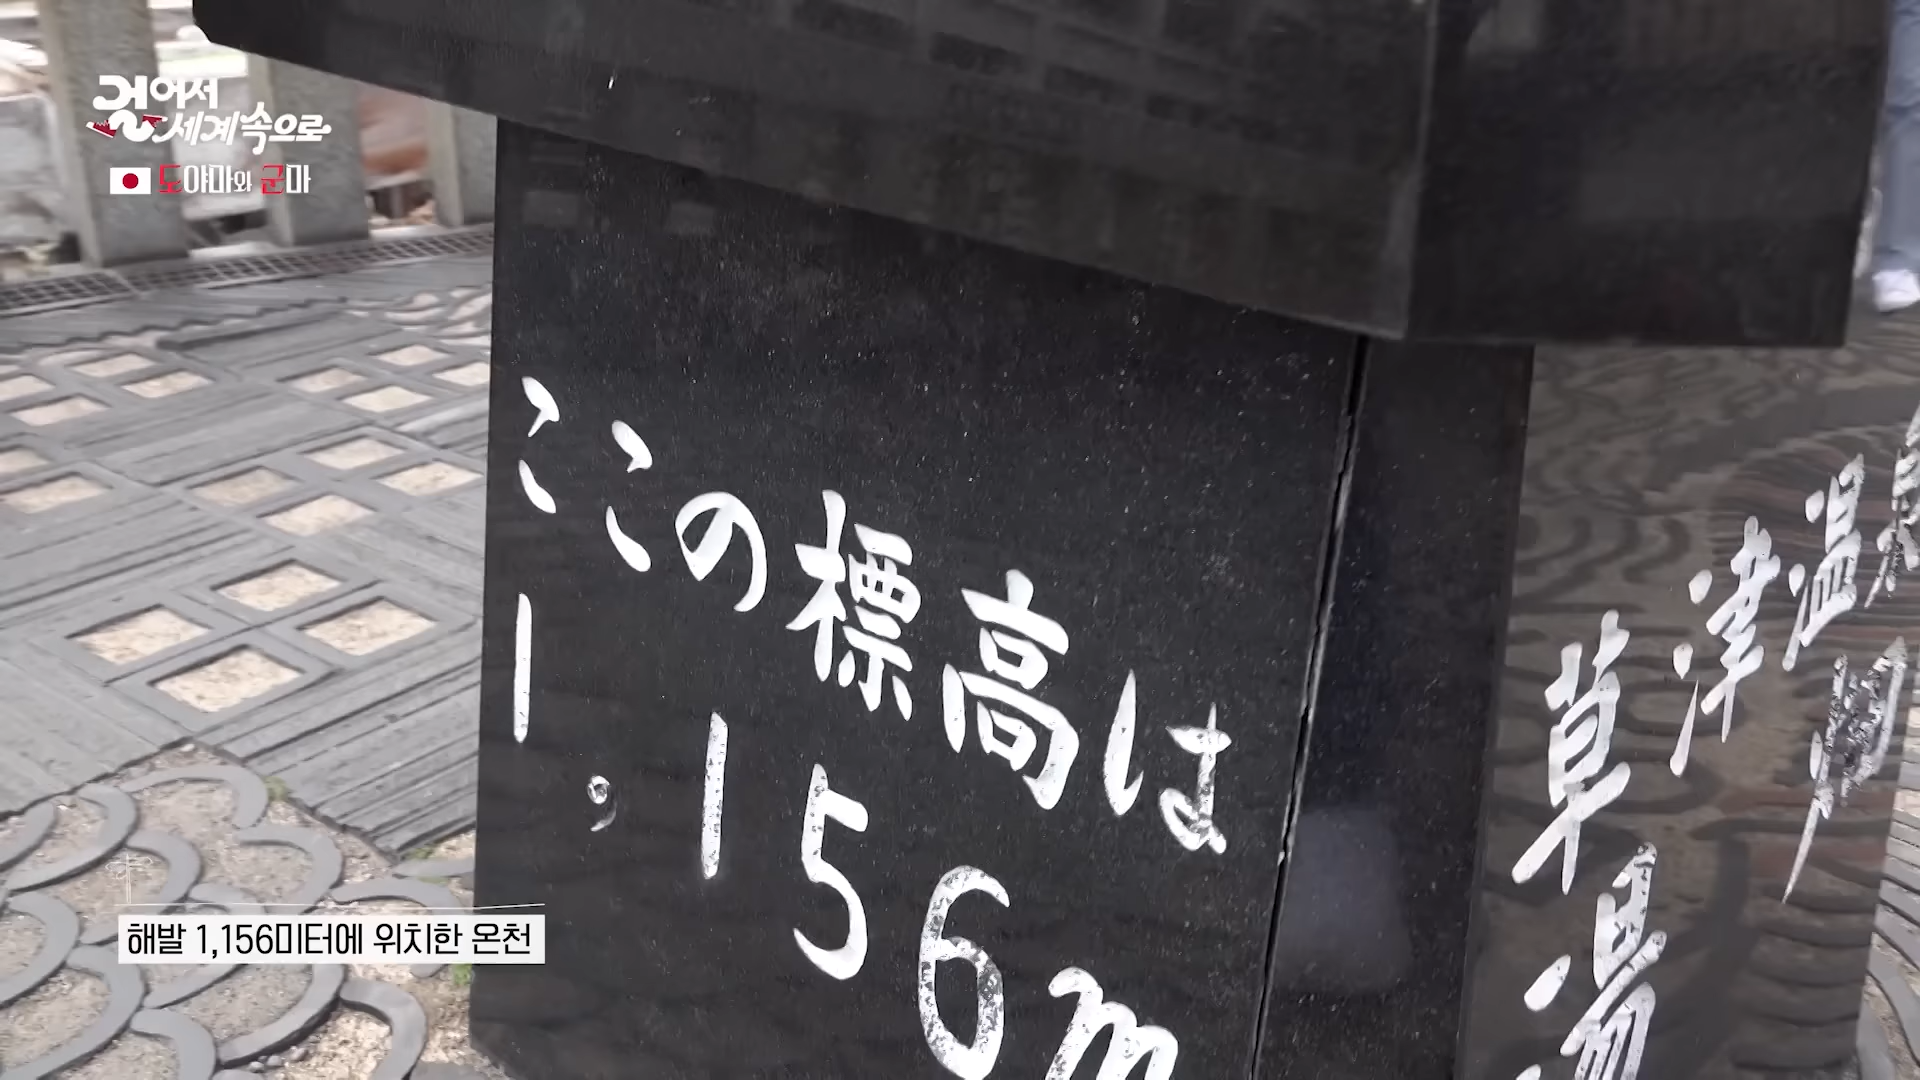 걸어서
세계속으로
도야마와 군마
ここの標高は
1,156m
草津温泉
湯
해발 1,156미터에 위치한 온천